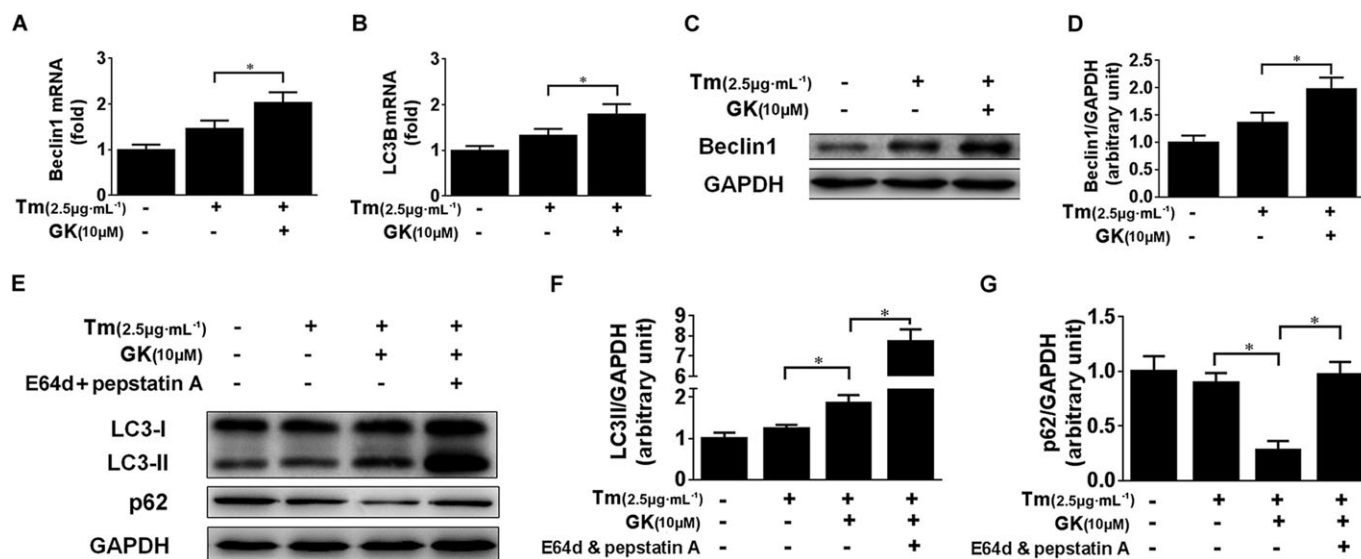 A
Beclin1 mRNA
(fold)
3
2
1
0
*
Tm(2.5μg·mL⁻¹) - + +
GK(10μM) - - +
B
LC3B mRNA
(fold)
3
2
1
0
*
Tm(2.5μg·mL⁻¹) - + +
GK(10μM) - - +
C
Tm(2.5μg·mL⁻¹) - + +
GK(10μM) - - +
Beclin1
GAPDH
D
Beclin1/GAPDH
(arbitrary unit)
2.5
2.0
1.5
1.0
0.5
0.0
*
Tm(2.5μg·mL⁻¹) - + +
GK(10μM) - - +
E
Tm(2.5μg·mL⁻¹) - + + +
GK(10μM) - - + +
E64d + pepstatin A - - - +
LC3-I
LC3-II
p62
GAPDH
F
LC3II/GAPDH
(arbitrary unit)
9
8
7
6
2
1
0
*
*
Tm(2.5μg·mL⁻¹) - + + +
GK(10μM) - - + +
E64d & pepstatin A - - - +
G
p62/GAPDH
(arbitrary unit)
1.5
1.0
0.5
0.0
*
*
Tm(2.5μg·mL⁻¹) - + + +
GK(10μM) - - + +
E64d & pepstatin A - - - +